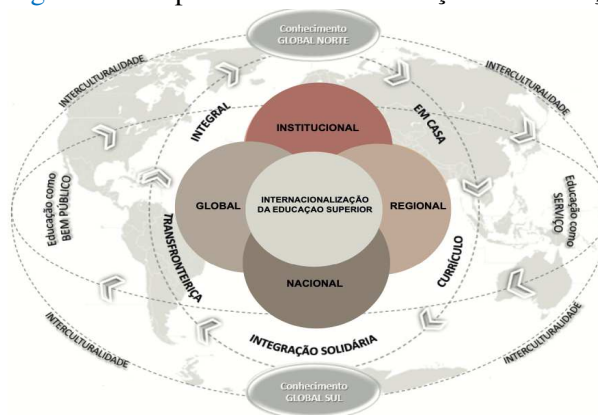 Conhecimento
GLOBAL NORTE
INTERCULTURALIDADE
INTERCULTURALIDADE
INTEGRAL
EM CASA
INSTITUCIONAL
Educação como
BEM PÚBLICO
GLOBAL
INTERNACIONALIZAÇÃO
DA EDUCAÇAO SUPERIOR
REGIONAL
Educação como
SERVIÇO
TRANSFRONTEIRIÇA
CURRÍCULO
NACIONAL
INTEGRAÇÃO SOLIDÁRIA
INTERCULTURALIDADE
INTERCULTURALIDADE
Conhecimento
GLOBAL SUL